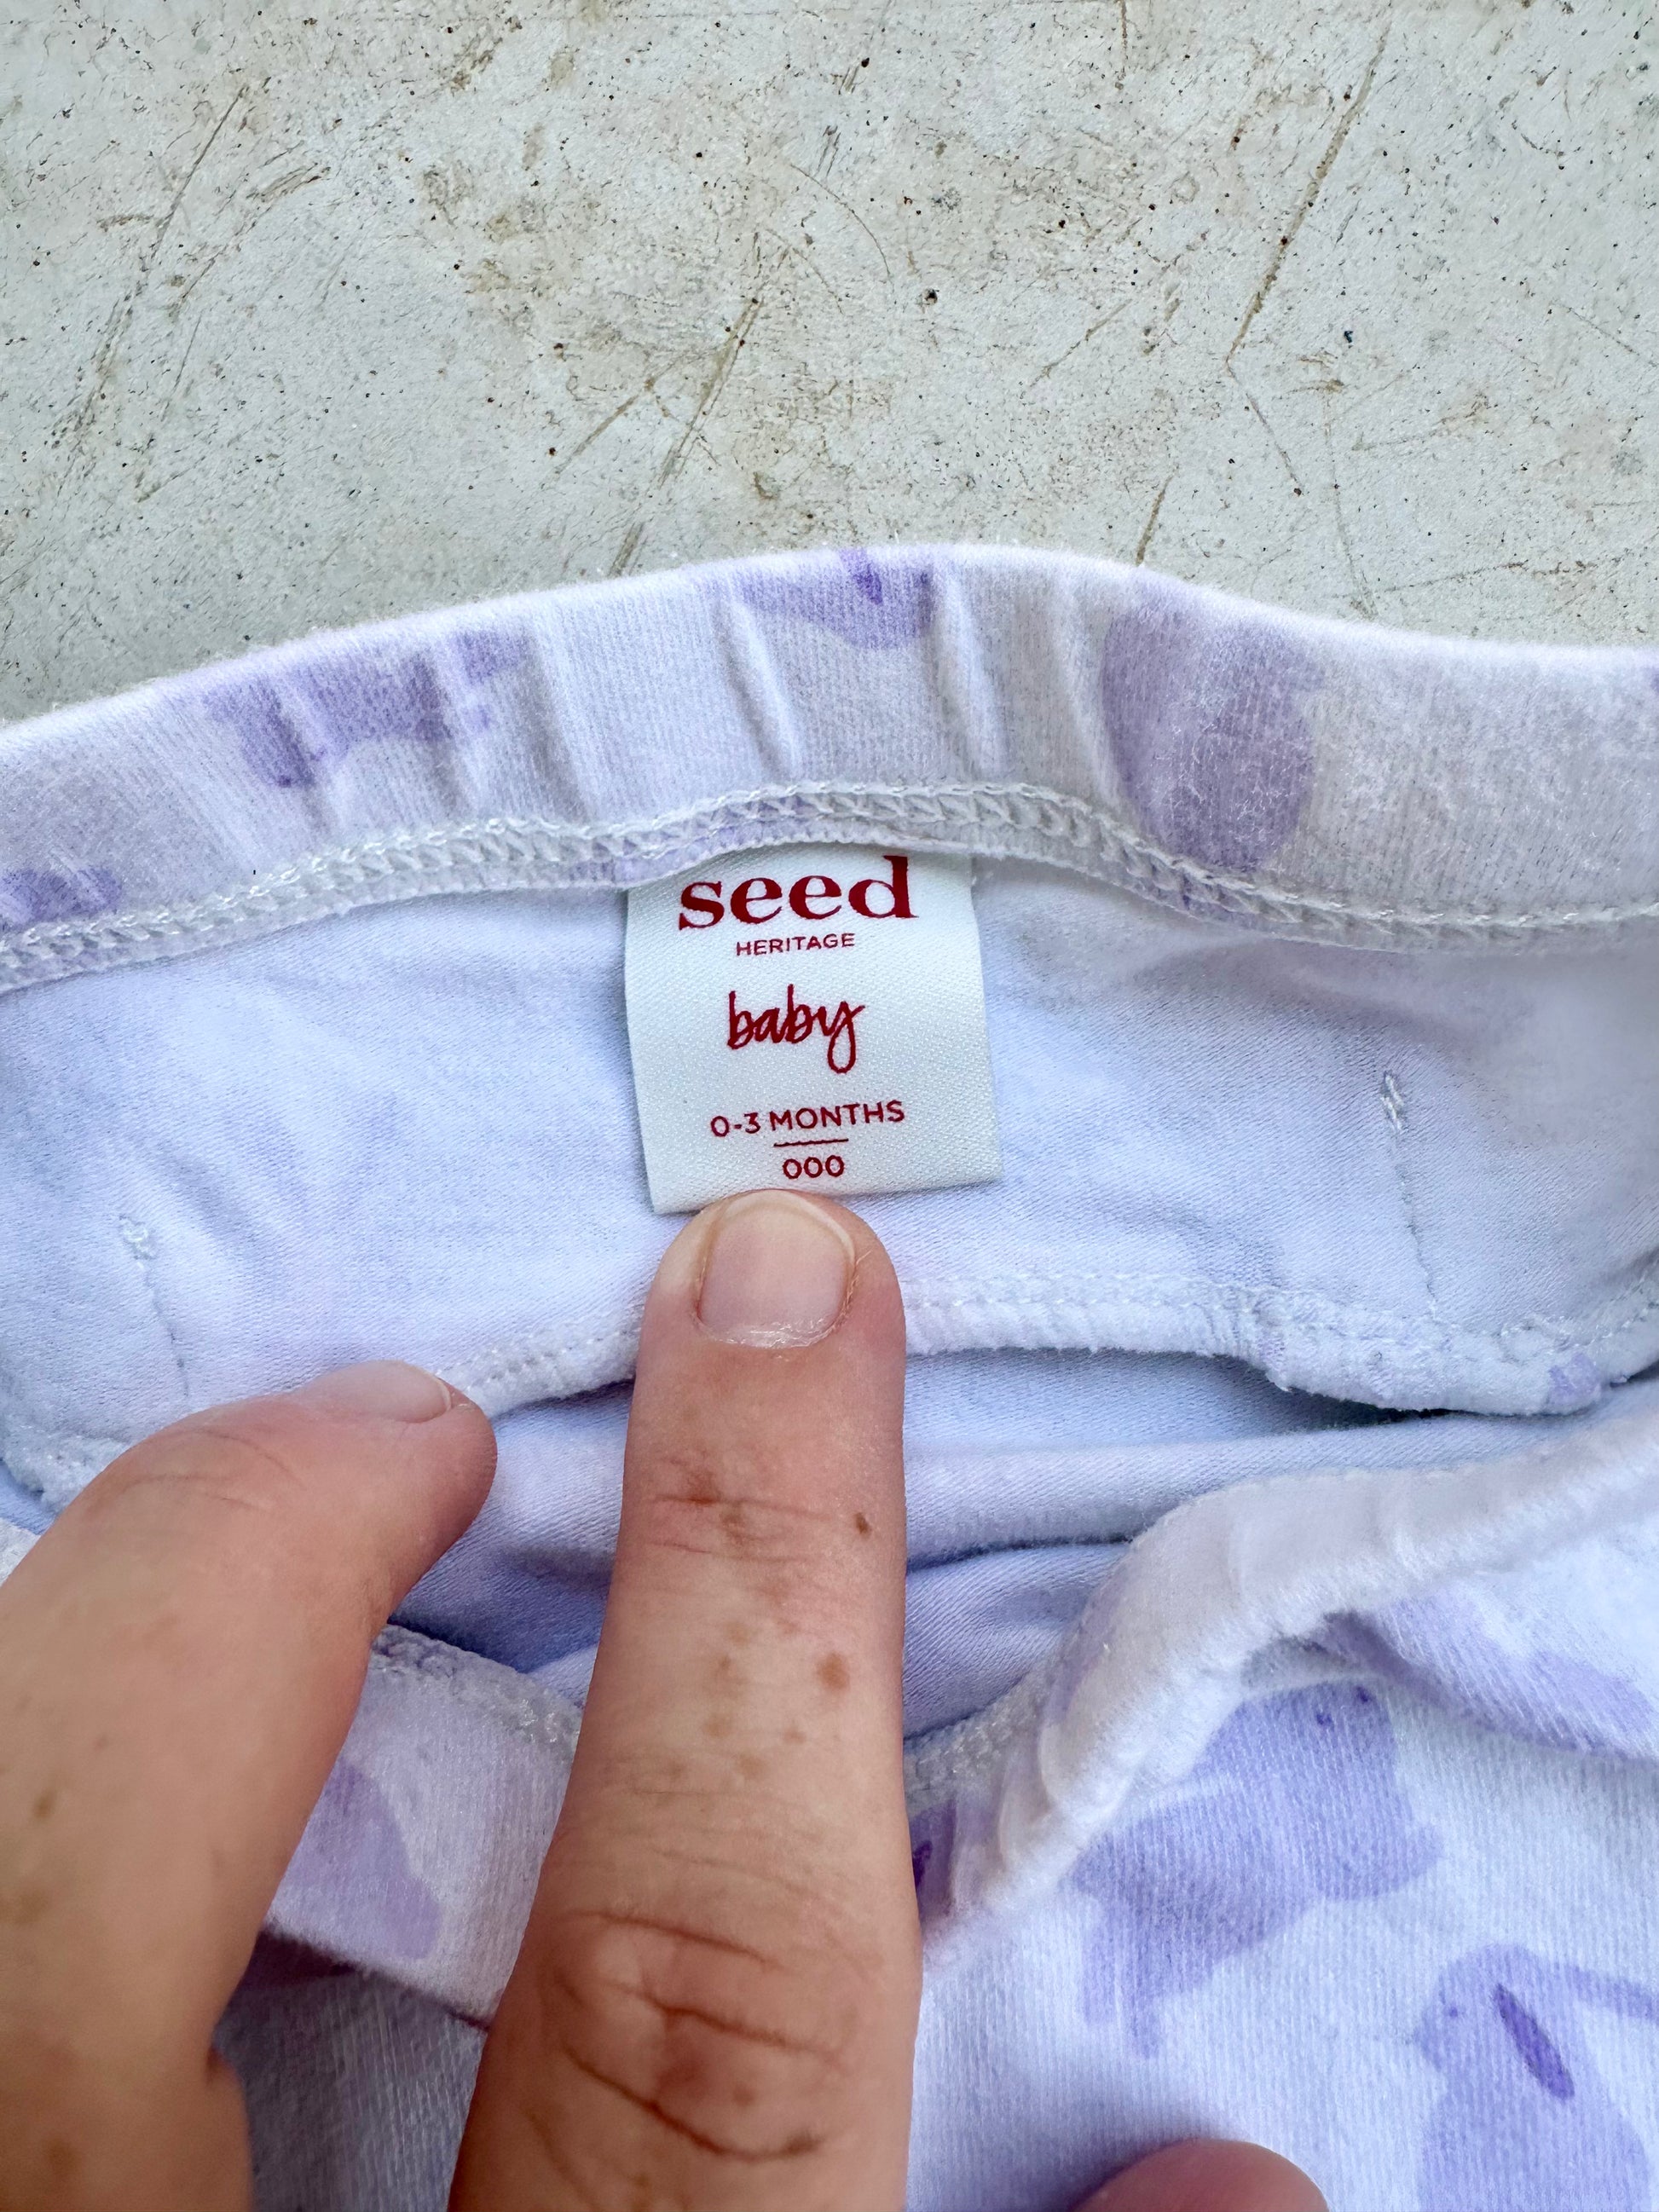 seed
HERITAGE
baby
0-3 MONTHS
000